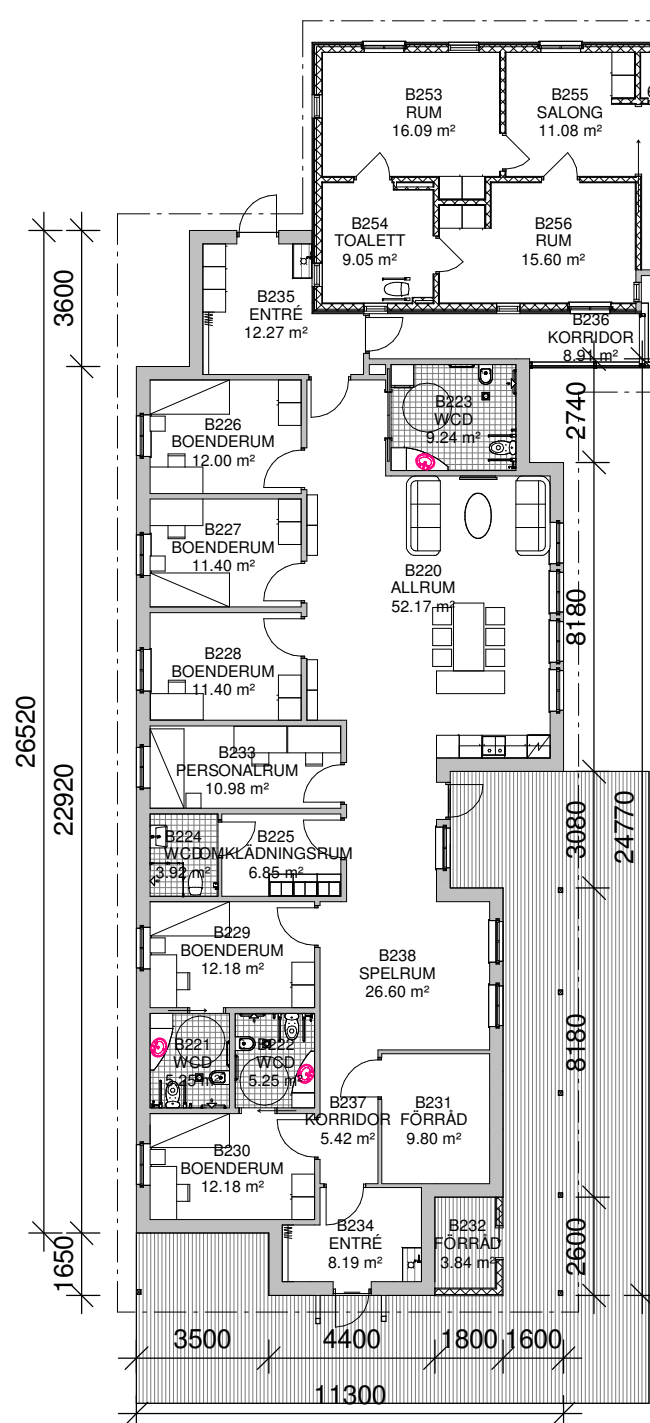 B253
RUM
16.09 m²
B255
SALONG
11.08 m²
B254
TOALETT
9.05 m²
B256
RUM
15.60 m²
B235
ENTRÉ
12.27 m²
B236
KORRIDOR
8.91 m²
B223
WCD
9.24 m²
B226
BOENDERUM
12.00 m²
B227
BOENDERUM
11.40 m²
B220
ALLRUM
52.17 m²
B228
BOENDERUM
11.40 m²
B233
PERSONALRUM
10.98 m²
B224
WCD
3.92 m²
B225
OMKLÄDNINGSRUM
6.85 m²
B229
BOENDERUM
12.18 m²
B238
SPELRUM
26.60 m²
B221
WCD
5.25 m²
B222
WCD
5.25 m²
B237
KORRIDOR
5.42 m²
B231
FÖRRÅD
9.80 m²
B230
BOENDERUM
12.18 m²
B234
ENTRÉ
8.19 m²
B232
FÖRRÅD
3.84 m²
3600
26520
22920
1650
2740
8180
3080
24770
8180
2600
3500
4400
1800
1600
11300